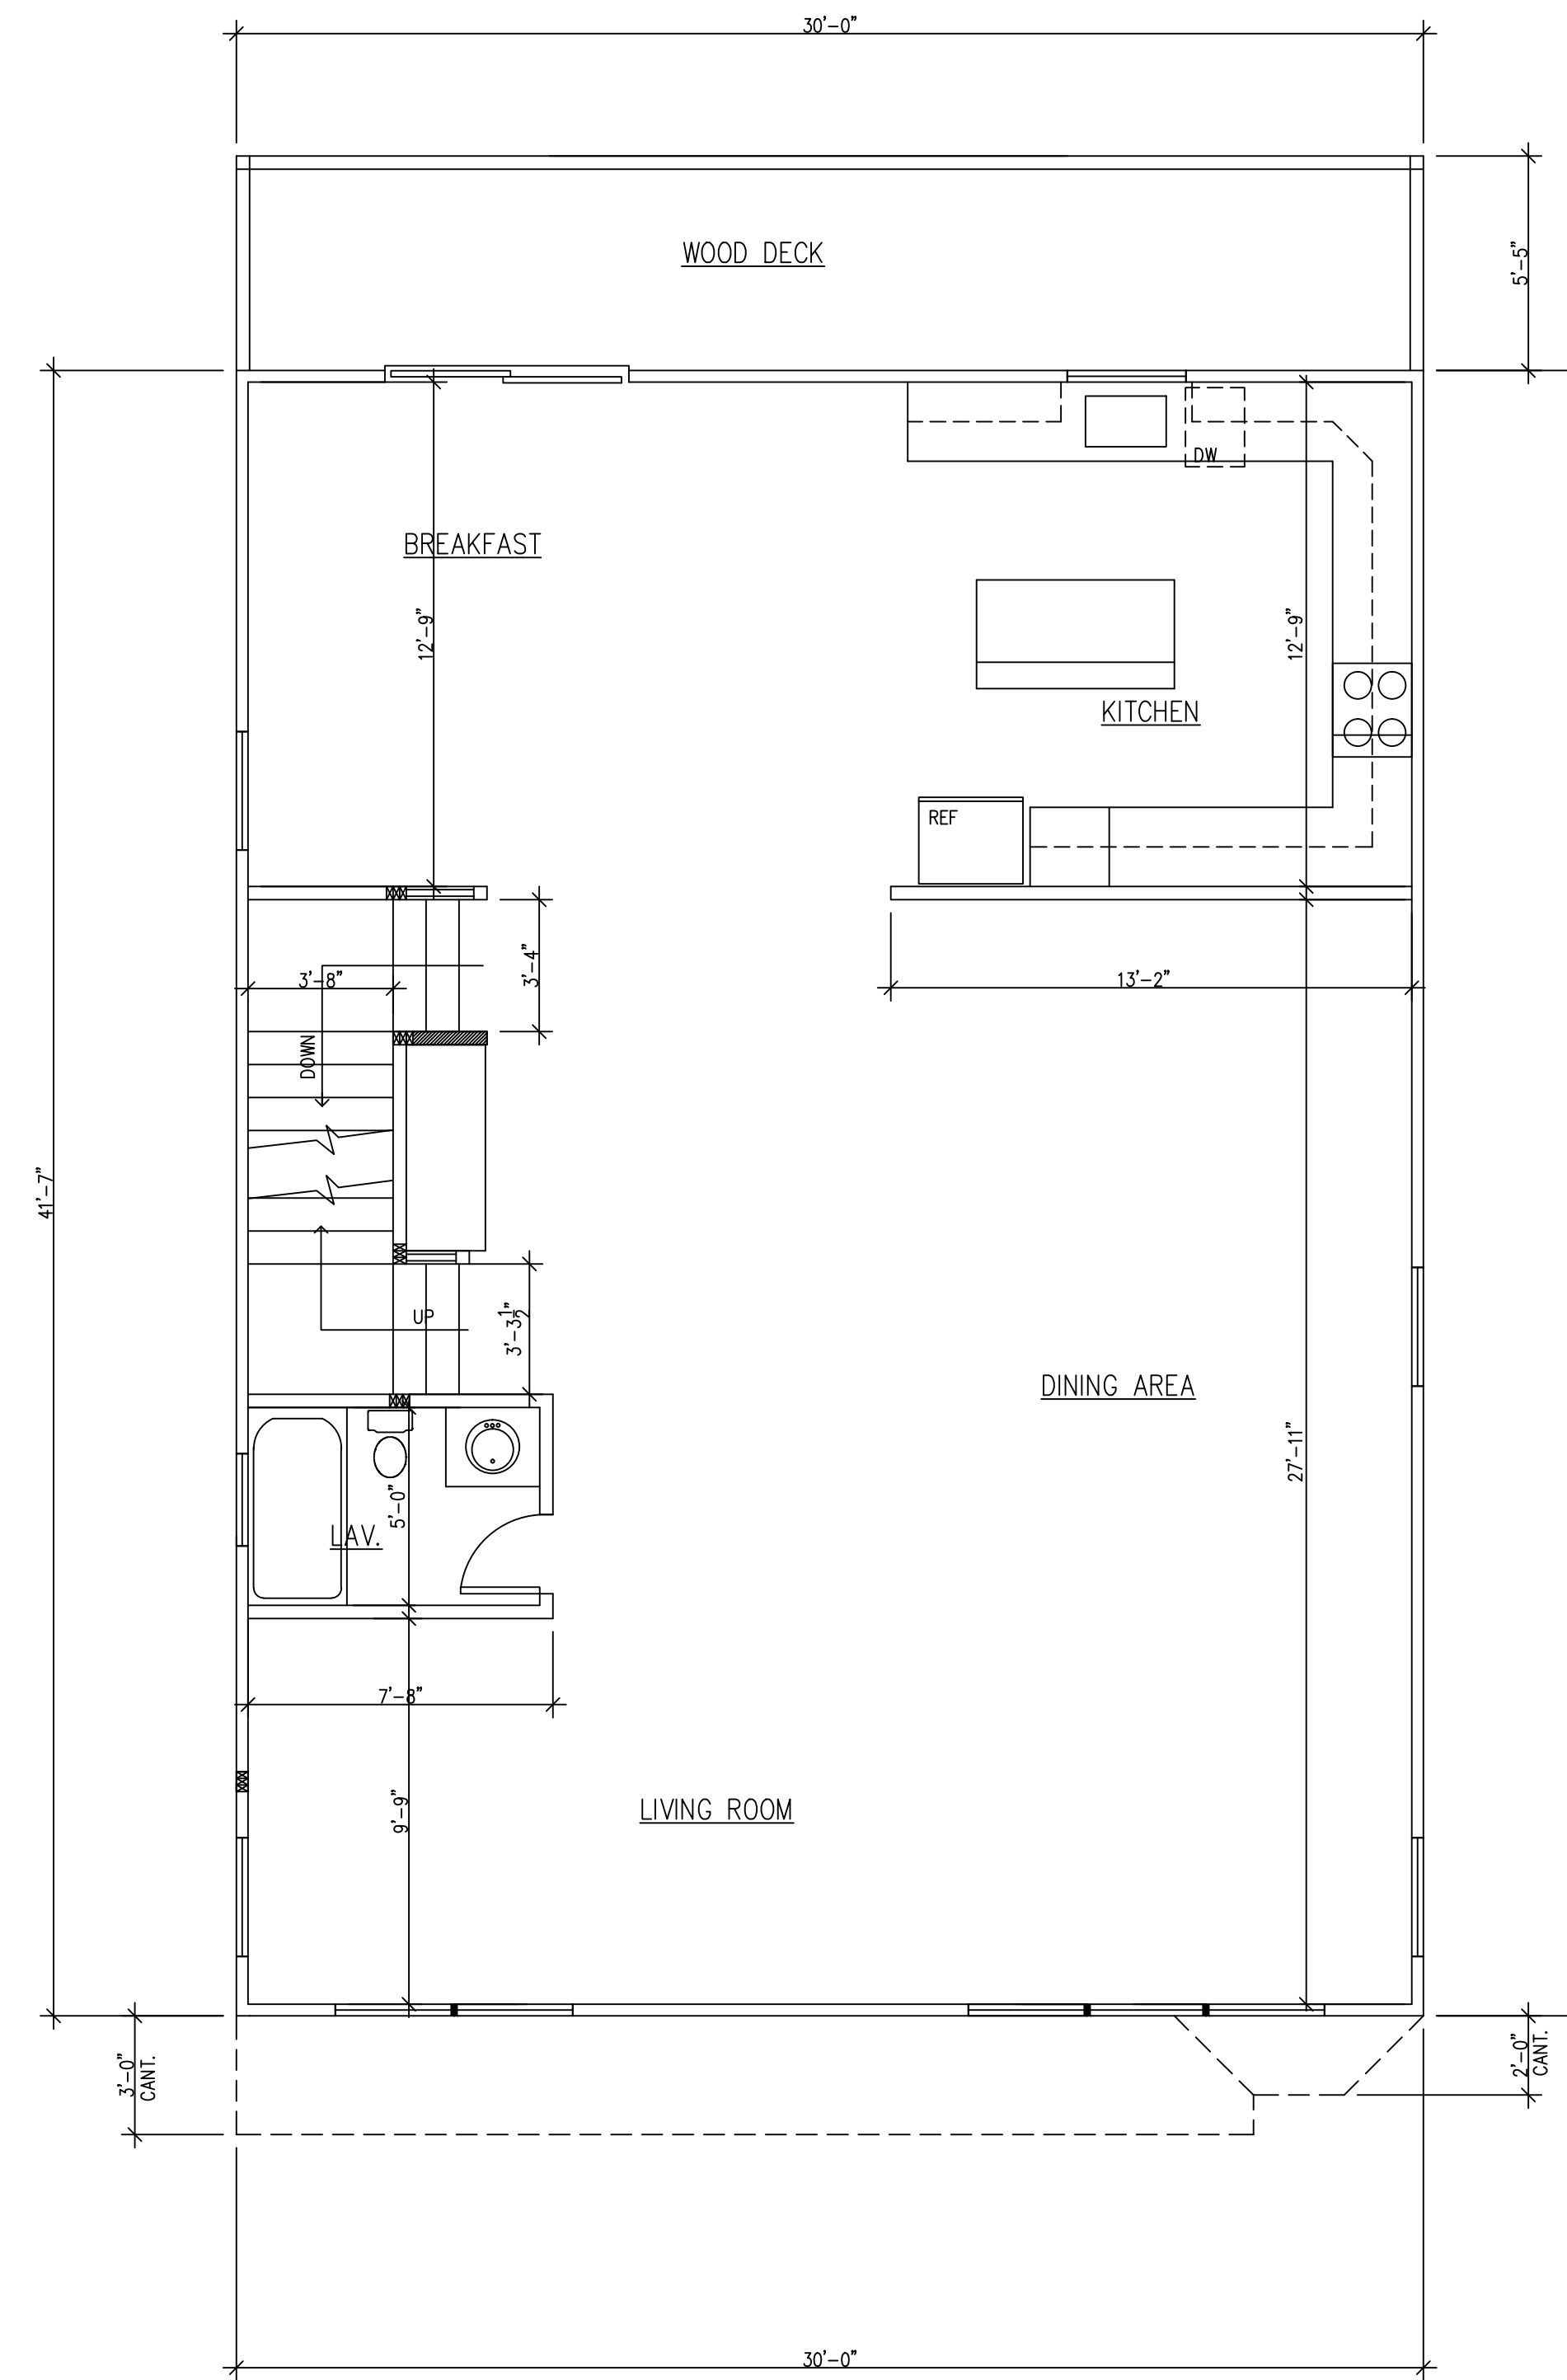 30'-0"
WOOD DECK
5'-5"
DW
BREAKFAST
12'-9"
12'-9"
KITCHEN
REF
3'-4"
3'-8"
13'-2"
DOWN
41'-7"
UP
3'-3½"
DINING AREA
27'-11"
5'-0"
LAV.
7'-8"
9'-9"
LIVING ROOM
3'-0"
CANT.
2'-0"
CANT.
30'-0"